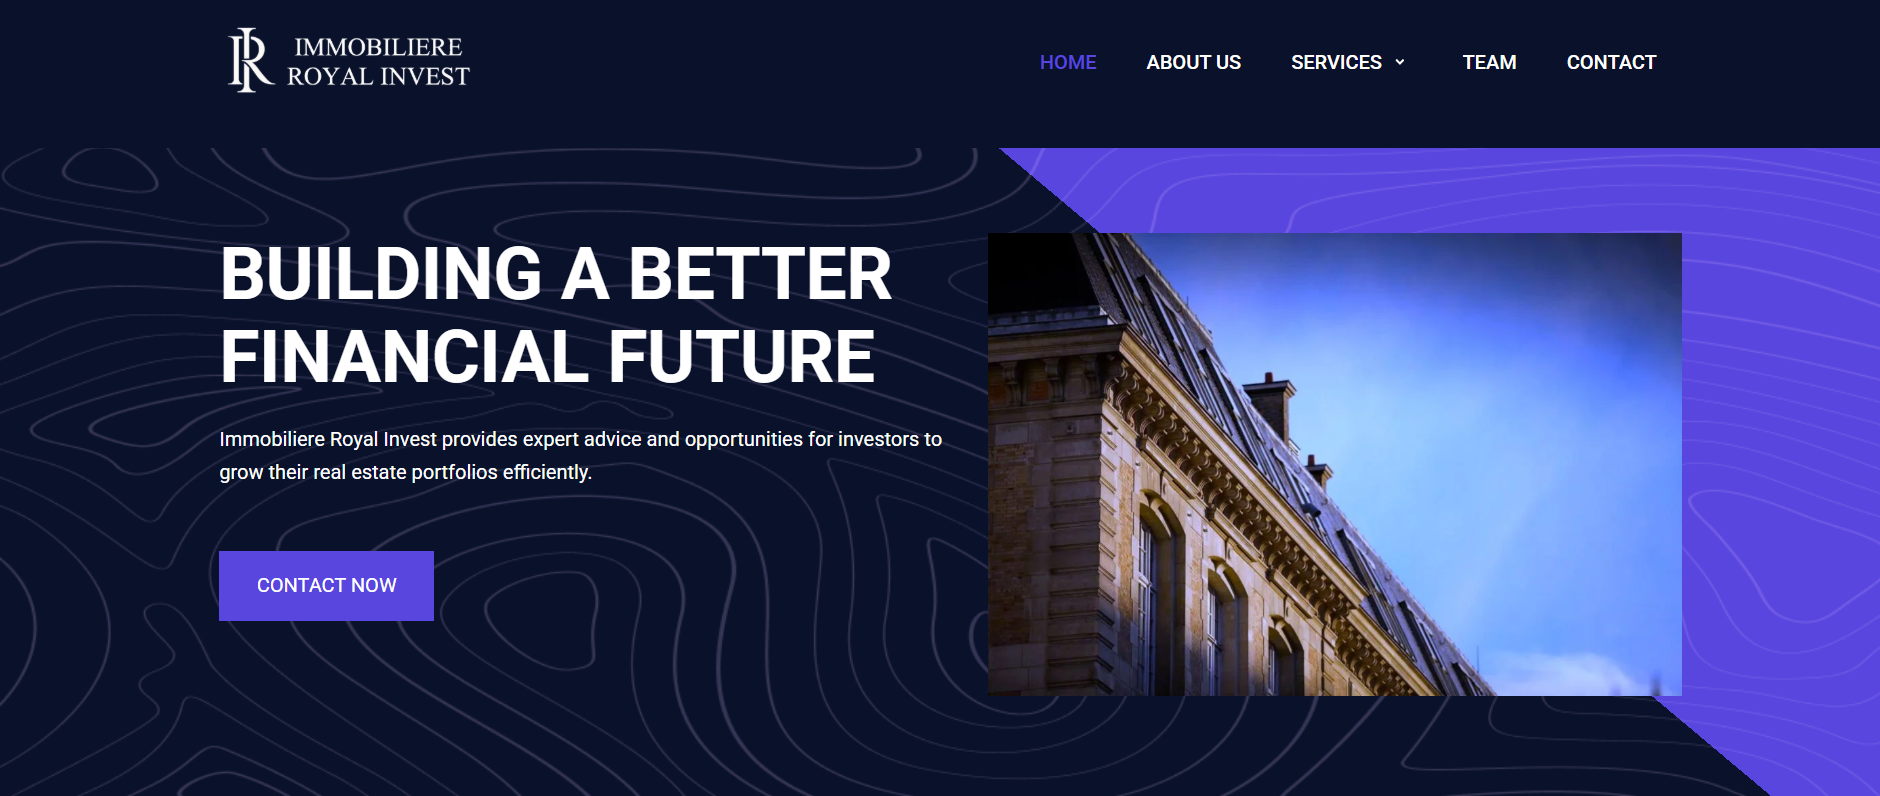 IR
IMMOBILIERE
ROYAL INVEST
HOME
ABOUT US
SERVICES
TEAM
CONTACT
BUILDING A BETTER
FINANCIAL FUTURE
Immobiliere Royal Invest provides expert advice and opportunities for investors to
grow their real estate portfolios efficiently.
CONTACT NOW